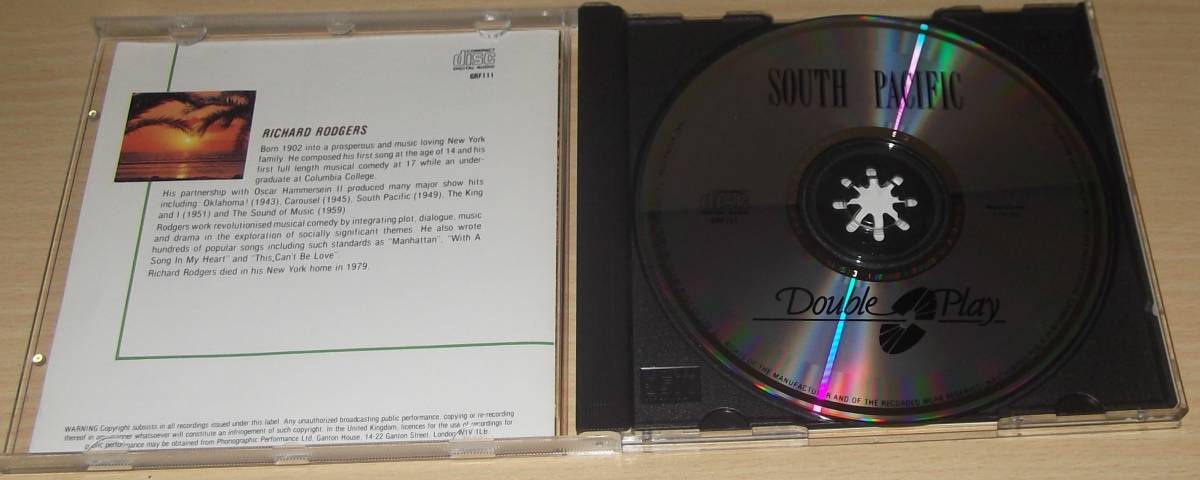 COMPACT
disc
DIGITAL AUDIO
GRF111
RICHARD RODGERS
Born 1902 into a prosperous and music loving New York
family. He composed his first song at the age of 14 and his
first full length musical comedy at 17 while an under-
graduate at Columbia College.
His partnership with Oscar Hammersein II produced many major show hits
including: Oklahoma! (1943), Carousel (1945), South Pacific (1949), The King
and I (1951) and The Sound of Music (1959)
Rodgers work revolutionised musical comedy by integrating plot, dialogue, music
and drama in the exploration of socially significant themes. He also wrote
hundreds of popular songs including such standards as "Manhattan", "With A
Song In My Heart" and "This Can't Be Love".
Richard Rodgers died in his New York home in 1979.
WARNING Copyright subsists in all recordings issued under this label. Any unauthorized broadcasting public performance, copying or re-recording
thereof in any manner whatsoever will constitute an infringement of such copyright. In the United Kingdom, licences for the use of recordings for
public performance may be obtained from Phonographic Performance Ltd, Ganton House, 14-22 Ganton Street, London W1V 1LB.
SOUTH PACIFIC
disc
GRF111
Double Play
OF THE MANUFACTURER AND OF THE RECORDED WORK RESERVED